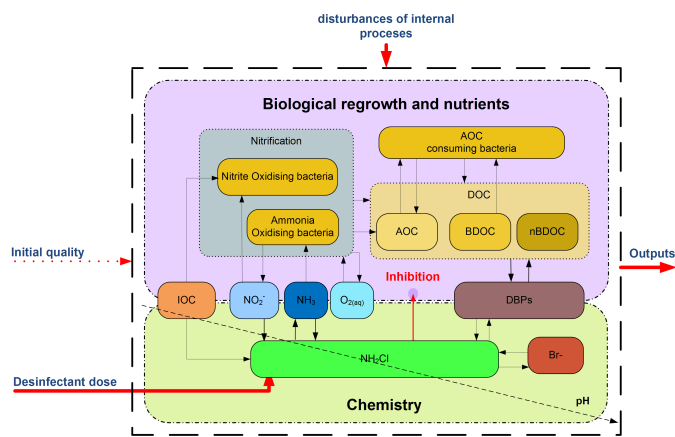 disturbances of internal
proceses
Biological regrowth and nutrients
Nitrification
AOC
consuming bacteria
Nitrite Oxidising bacteria
DOC
Ammonia
Oxidising bacteria
AOC
BDOC
nBDOC
Initial quality
Outputs
Inhibition
IOC
NO₂⁻
NH₃
O₂(aq)
DBPs
NH₂Cl
Br-
Desinfectant dose
Chemistry
pH